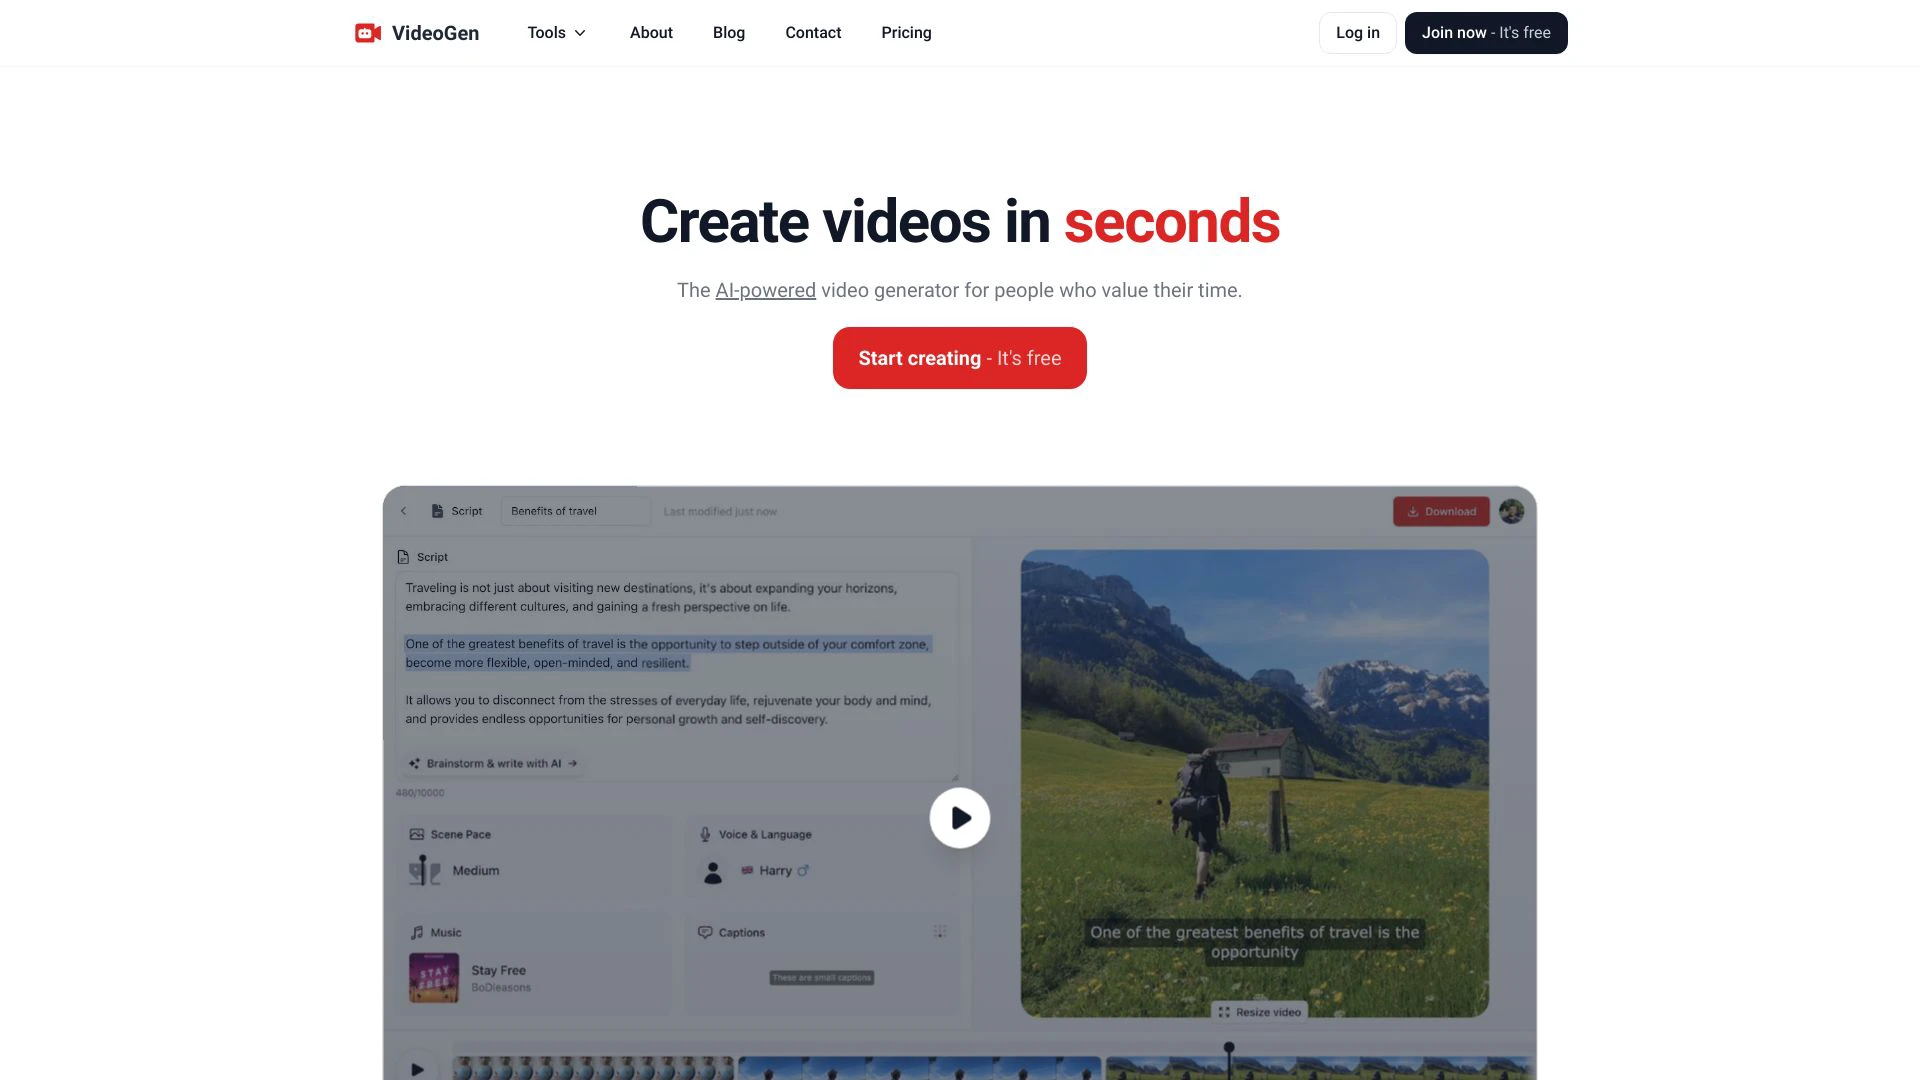 VideoGen
Tools
About
Blog
Contact
Pricing
Log in
Join now - It's free
Create videos in seconds
The AI-powered video generator for people who value their time.
Start creating - It's free
Script
Benefits of travel
Last modified just now
Download
Script
Traveling is not just about visiting new destinations, it's about expanding your horizons,
embracing different cultures, and gaining a fresh perspective on life.
One of the greatest benefits of travel is the opportunity to step outside of your comfort zone,
become more flexible, open-minded, and resilient.
It allows you to disconnect from the stresses of everyday life, rejuvenate your body and mind,
and provides endless opportunities for personal growth and self-discovery.
Brainstorm & write with AI
480/10000
Scene Pace
Medium
Voice & Language
Harry
Music
STAY
FREE
Stay Free
BoDleasons
Captions
These are small captions
One of the greatest benefits of travel is the
opportunity
Resize video